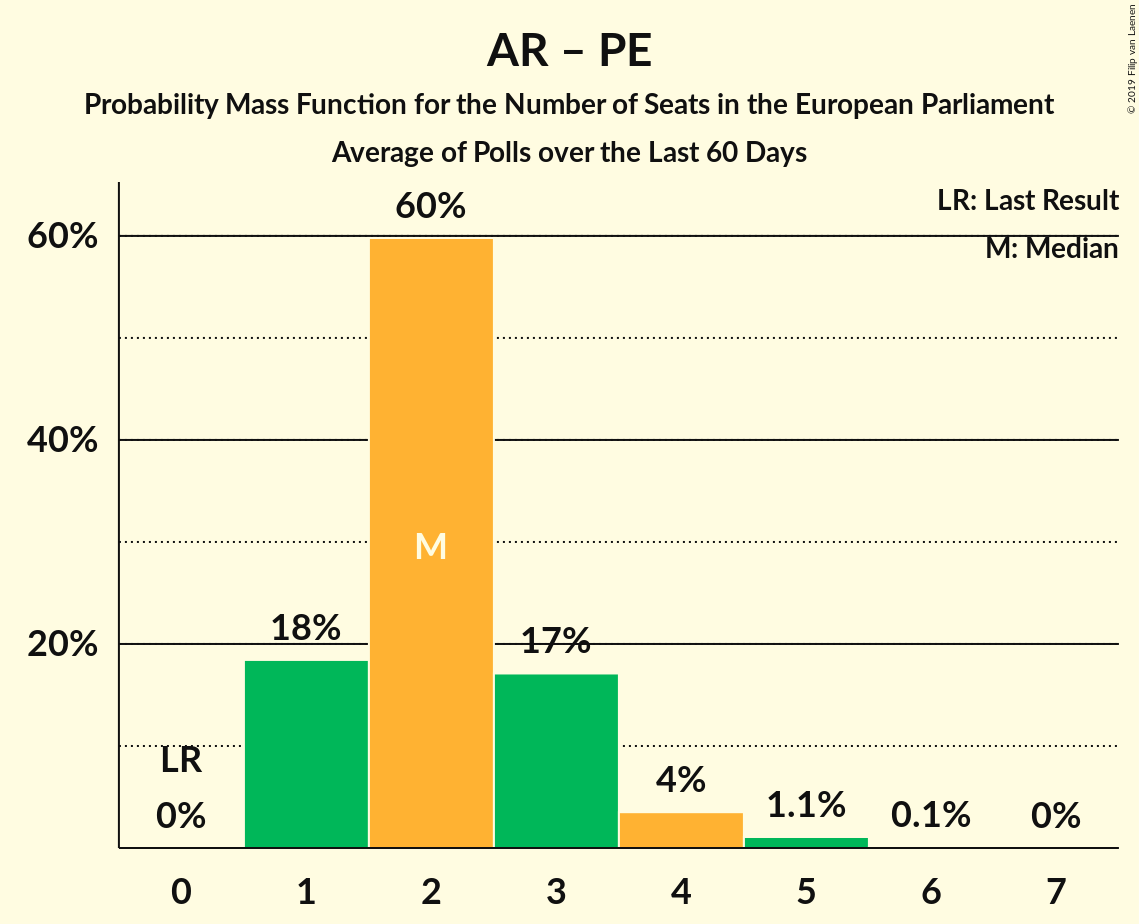 AR – PE
Probability Mass Function for the Number of Seats in the European Parliament
Average of Polls over the Last 60 Days
© 2019 Filip van Laenen
LR: Last Result
M: Median
60%
40%
20%
LR
0%
18%
60%
M
17%
4%
1.1%
0.1%
0%
0 1 2 3 4 5 6 7